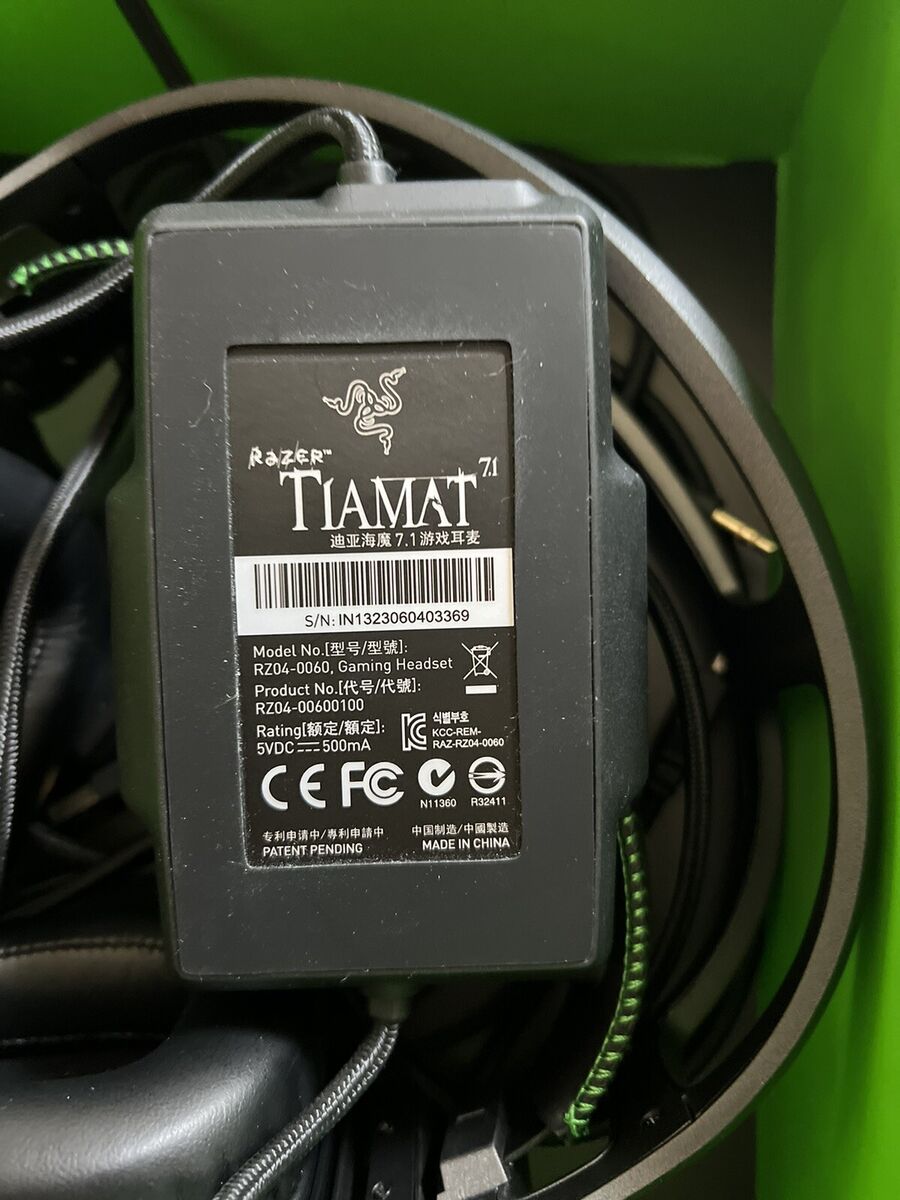 RAZER™
TIAMAT 7.1
迪亚海魔 7.1 游戏耳麦
S/N: IN1323060403369
Model No.[型号/型號]:
RZ04-0060, Gaming Headset
Product No.[代号/代號]:
RZ04-00600100
Rating[额定/額定]:
5VDC ⎓ 500mA
식별부호
KCC-REM-
RAZ-RZ04-0060
CE FC
N11360
R32411
专利申请中/專利申請中
PATENT PENDING
中国制造/中國製造
MADE IN CHINA